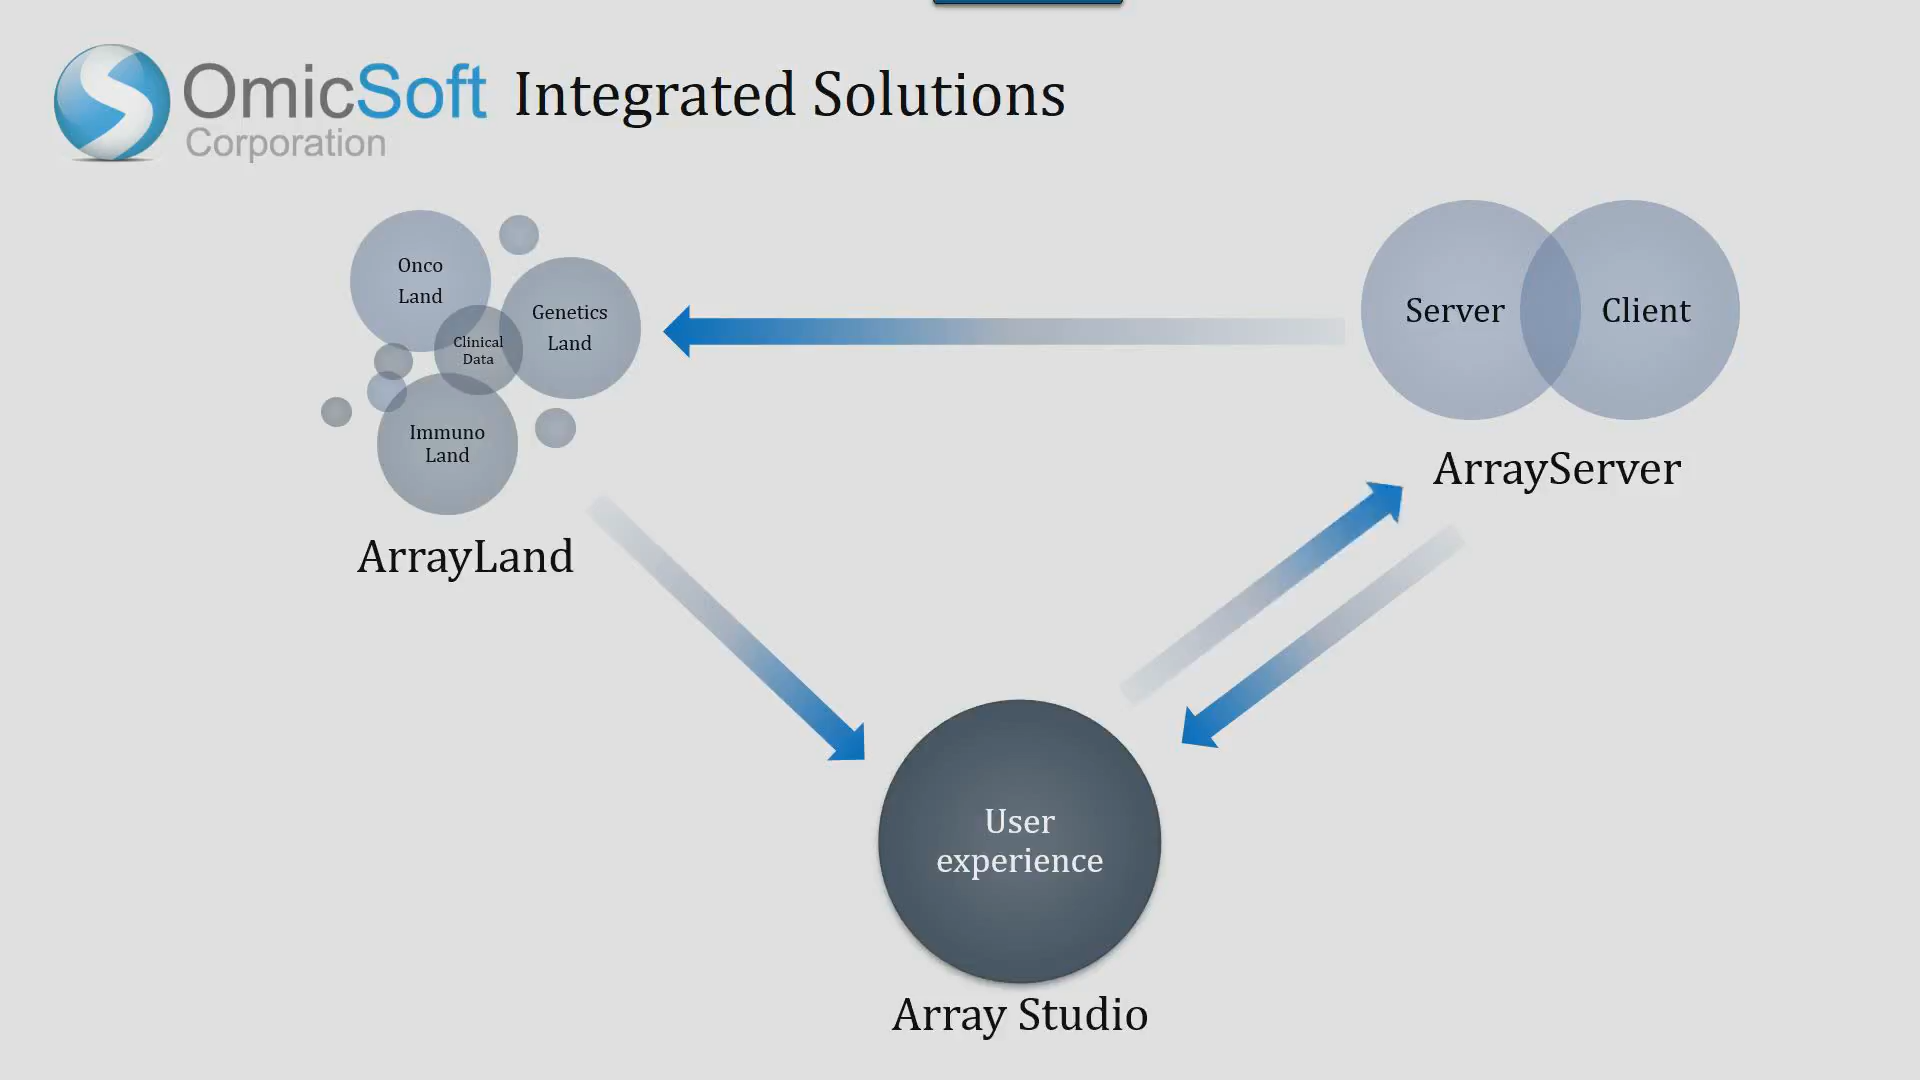 OmicSoft
Corporation
Integrated Solutions
Onco
Land
Genetics
Land
Clinical
Data
Immuno
Land
ArrayLand
Server
Client
ArrayServer
User
experience
Array Studio